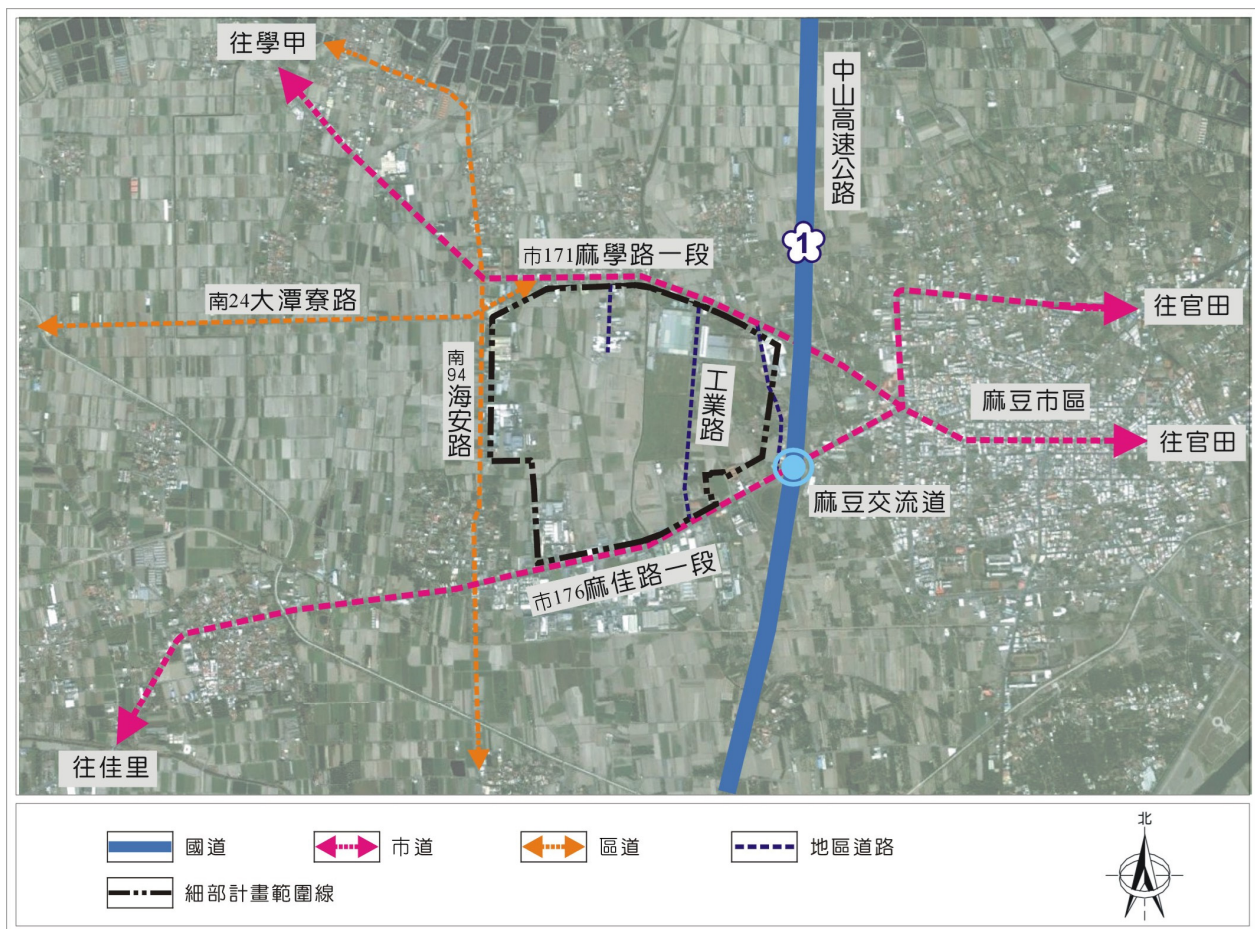 往學甲
中山高速公路
1
市171麻學路一段
南24大潭寮路
往官田
南94海安路
工業路
麻豆市區
往官田
麻豆交流道
市176麻佳路一段
往佳里
國道
市道
區道
地區道路
細部計畫範圍線
北